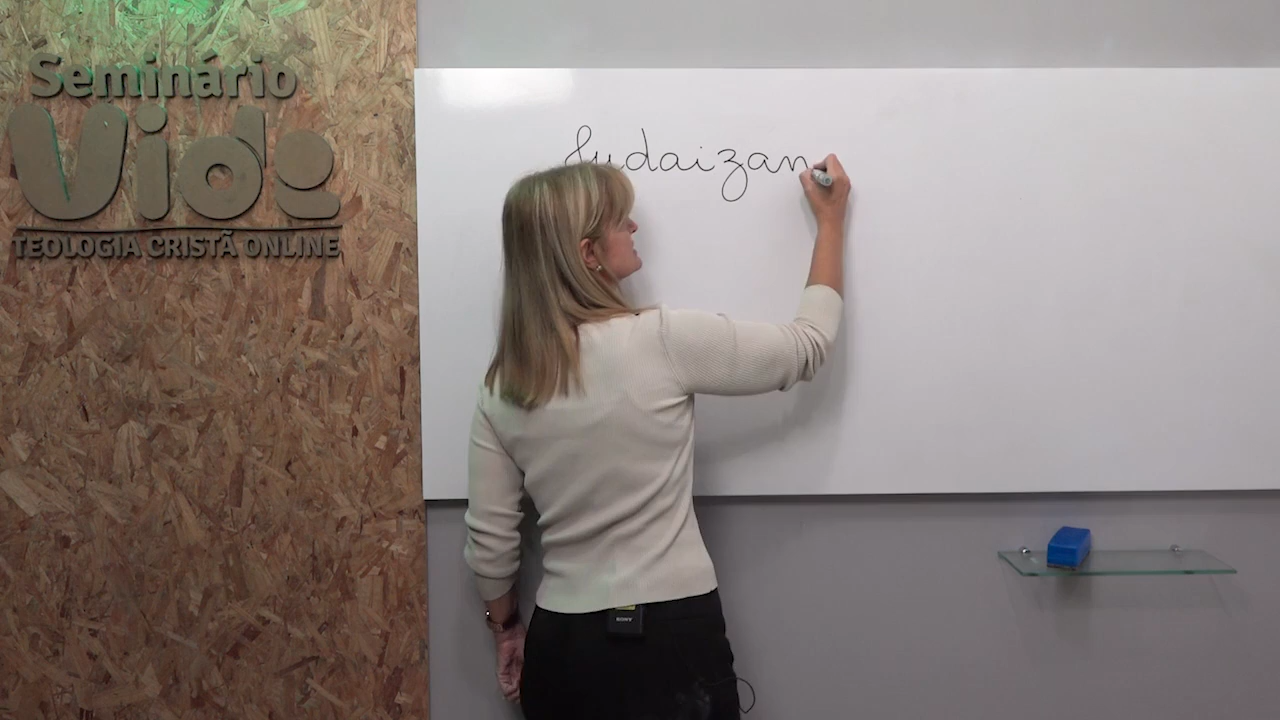 Seminário
Vida
TEOLOGIA CRISTÃ ONLINE
Judaizan
SONY